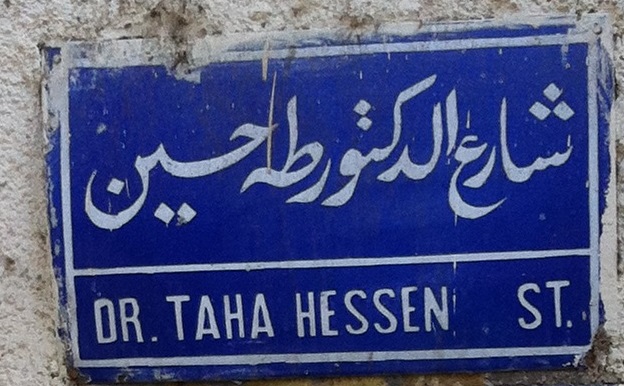 شارع الدكتور طه حسين
DR. TAHA HESSEN ST.